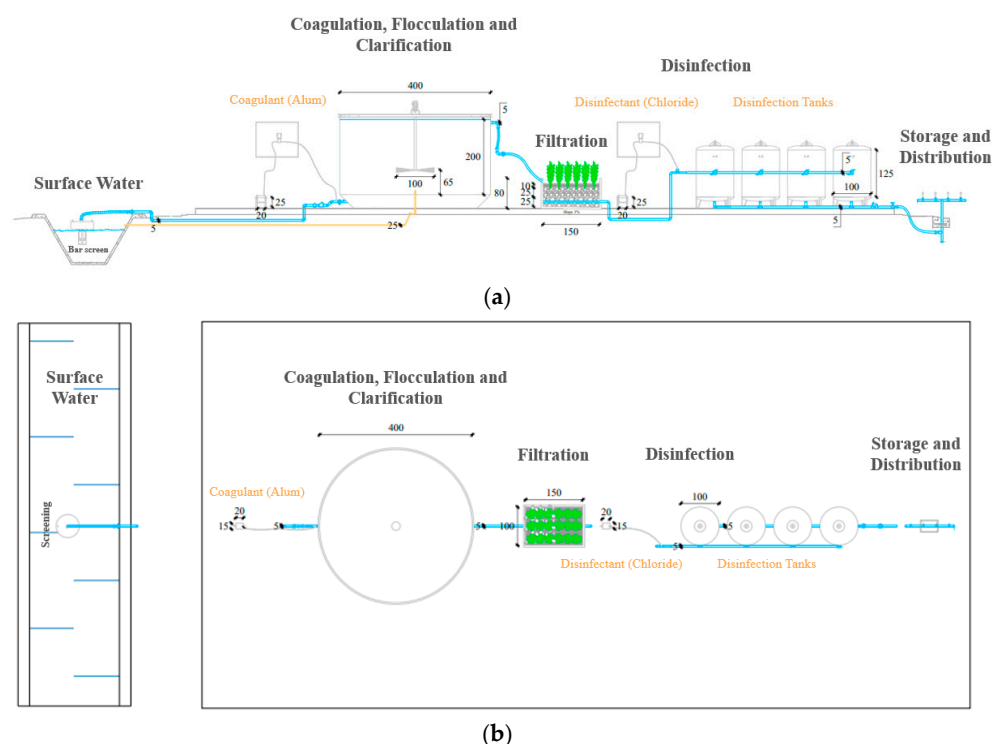 Coagulation, Flocculation and
Clarification
Disinfection
400
Coagulant (Alum)
5
Disinfectant (Chloride)
Disinfection Tanks
Filtration
Storage and
Distribution
200
5
125
Surface Water
100
65
80
10
25
25
100
25
20
25
20
5
25
Slope 1%
150
5
Bar screen
(a)
Surface
Water
Coagulation, Flocculation and
Clarification
400
Filtration
Disinfection
Storage and
Distribution
Coagulant (Alum)
150
100
20
15
5
5
100
20
15
5
5
Screening
Disinfectant (Chloride)
Disinfection Tanks
(b)